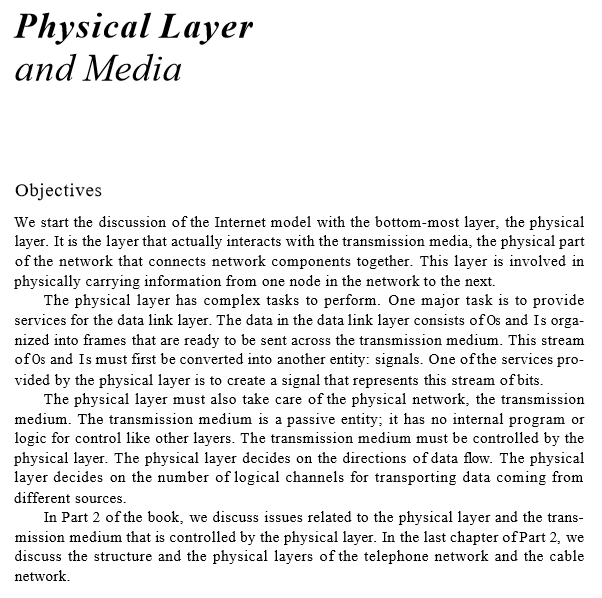 Physical Layer
and Media
Objectives
We start the discussion of the Internet model with the bottom-most layer, the physical
layer. It is the layer that actually interacts with the transmission media, the physical part
of the network that connects network components together. This layer is involved in
physically carrying information from one node in the network to the next.
The physical layer has complex tasks to perform. One major task is to provide
services for the data link layer. The data in the data link layer consists of 0s and 1s orga-
nized into frames that are ready to be sent across the transmission medium. This stream
of 0s and 1s must first be converted into another entity: signals. One of the services pro-
vided by the physical layer is to create a signal that represents this stream of bits.
The physical layer must also take care of the physical network, the transmission
medium. The transmission medium is a passive entity; it has no internal program or
logic for control like other layers. The transmission medium must be controlled by the
physical layer. The physical layer decides on the directions of data flow. The physical
layer decides on the number of logical channels for transporting data coming from
different sources.
In Part 2 of the book, we discuss issues related to the physical layer and the trans-
mission medium that is controlled by the physical layer. In the last chapter of Part 2, we
discuss the structure and the physical layers of the telephone network and the cable
network.